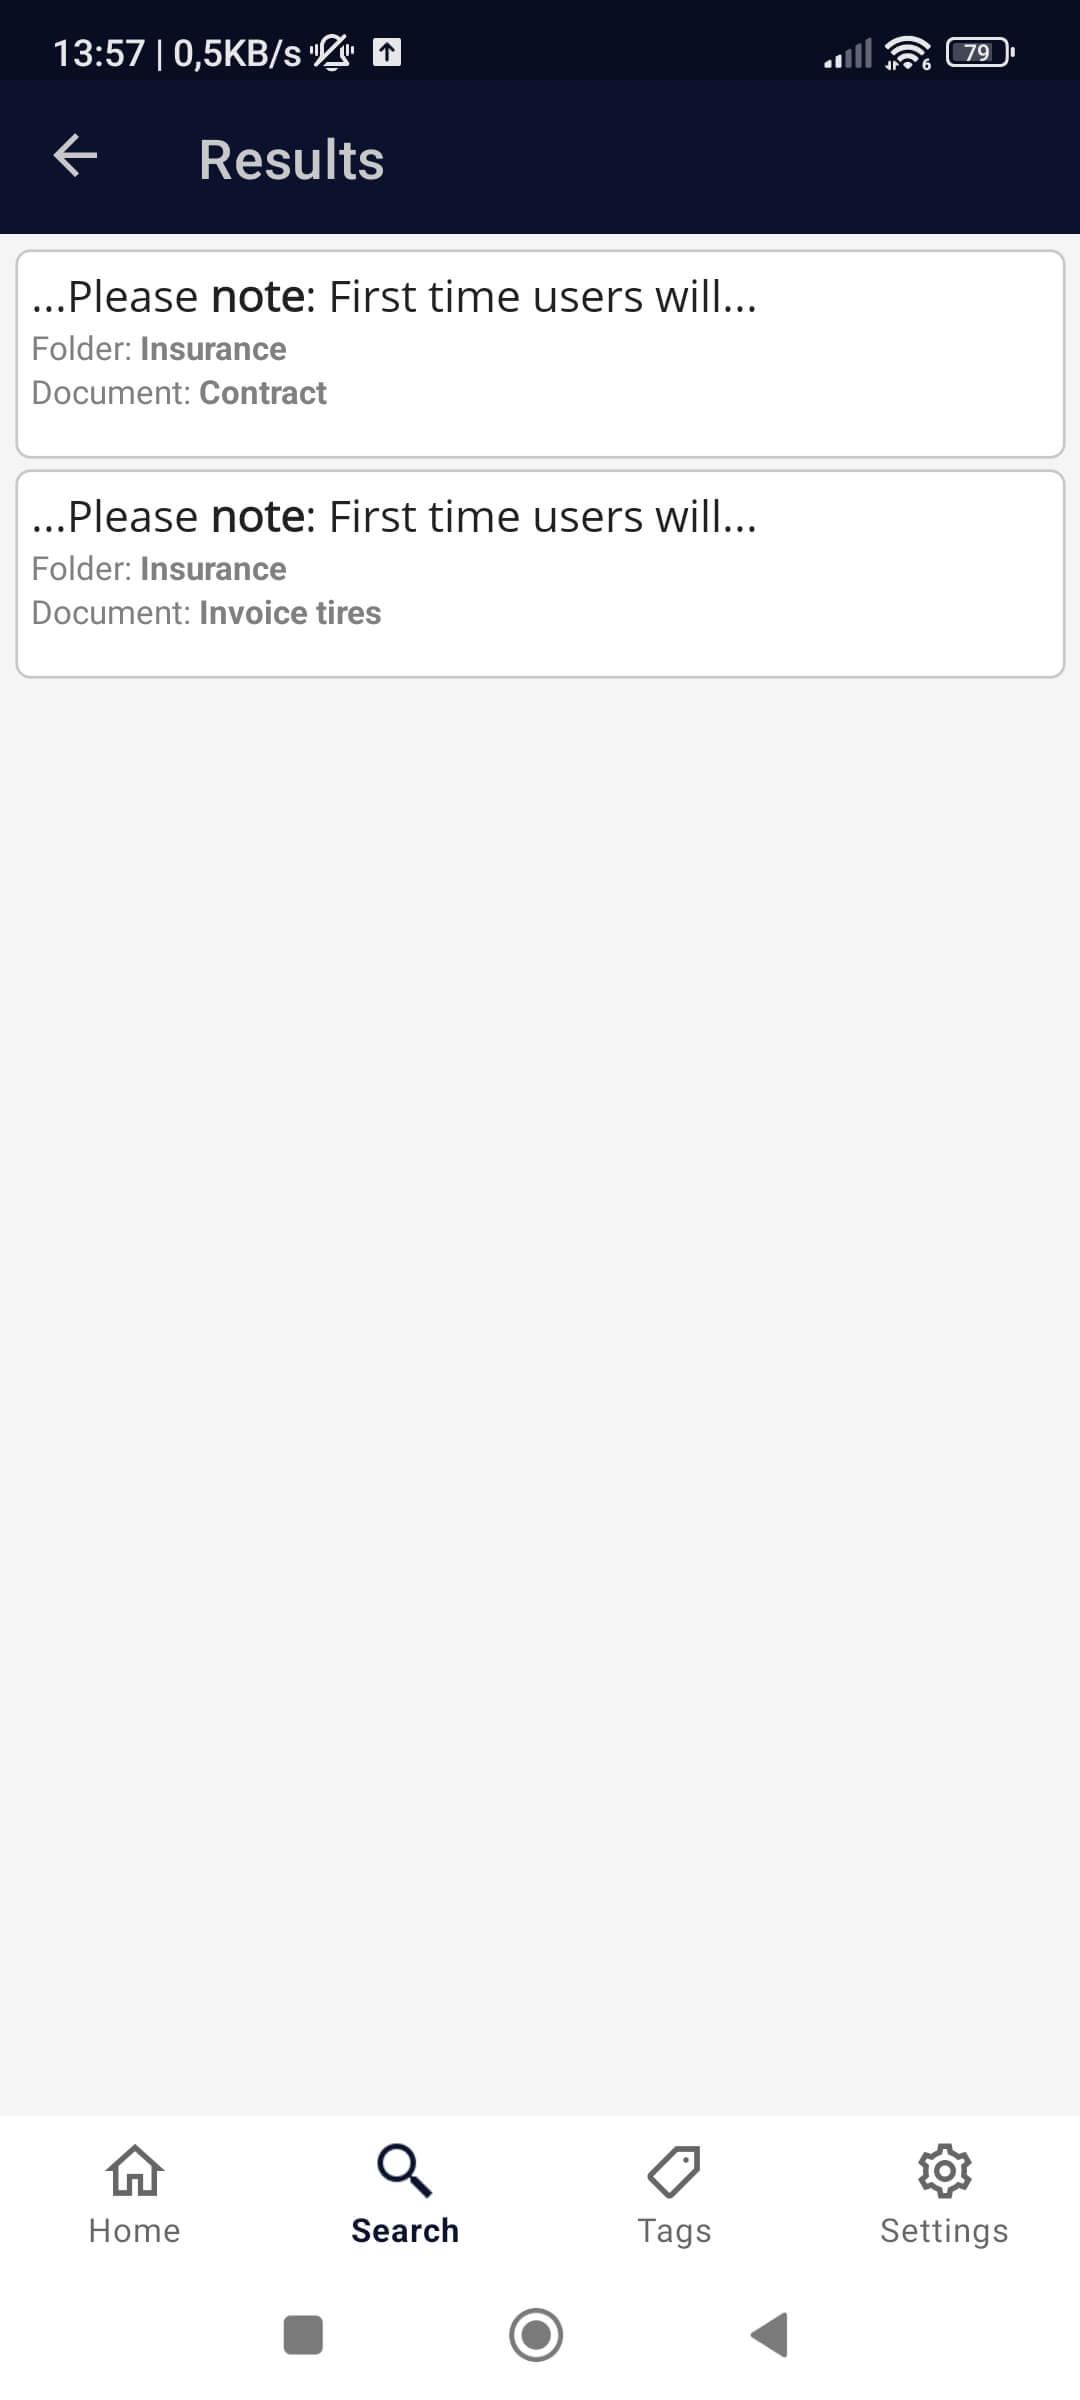 13:57 | 0,5KB/s
6
79
Results
...Please note: First time users will...
Folder: Insurance
Document: Contract
...Please note: First time users will...
Folder: Insurance
Document: Invoice tires
Home
Search
Tags
Settings